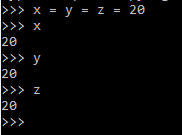 >>> x = y = z = 20
>>> x
20
>>> y
20
>>> z
20
>>>